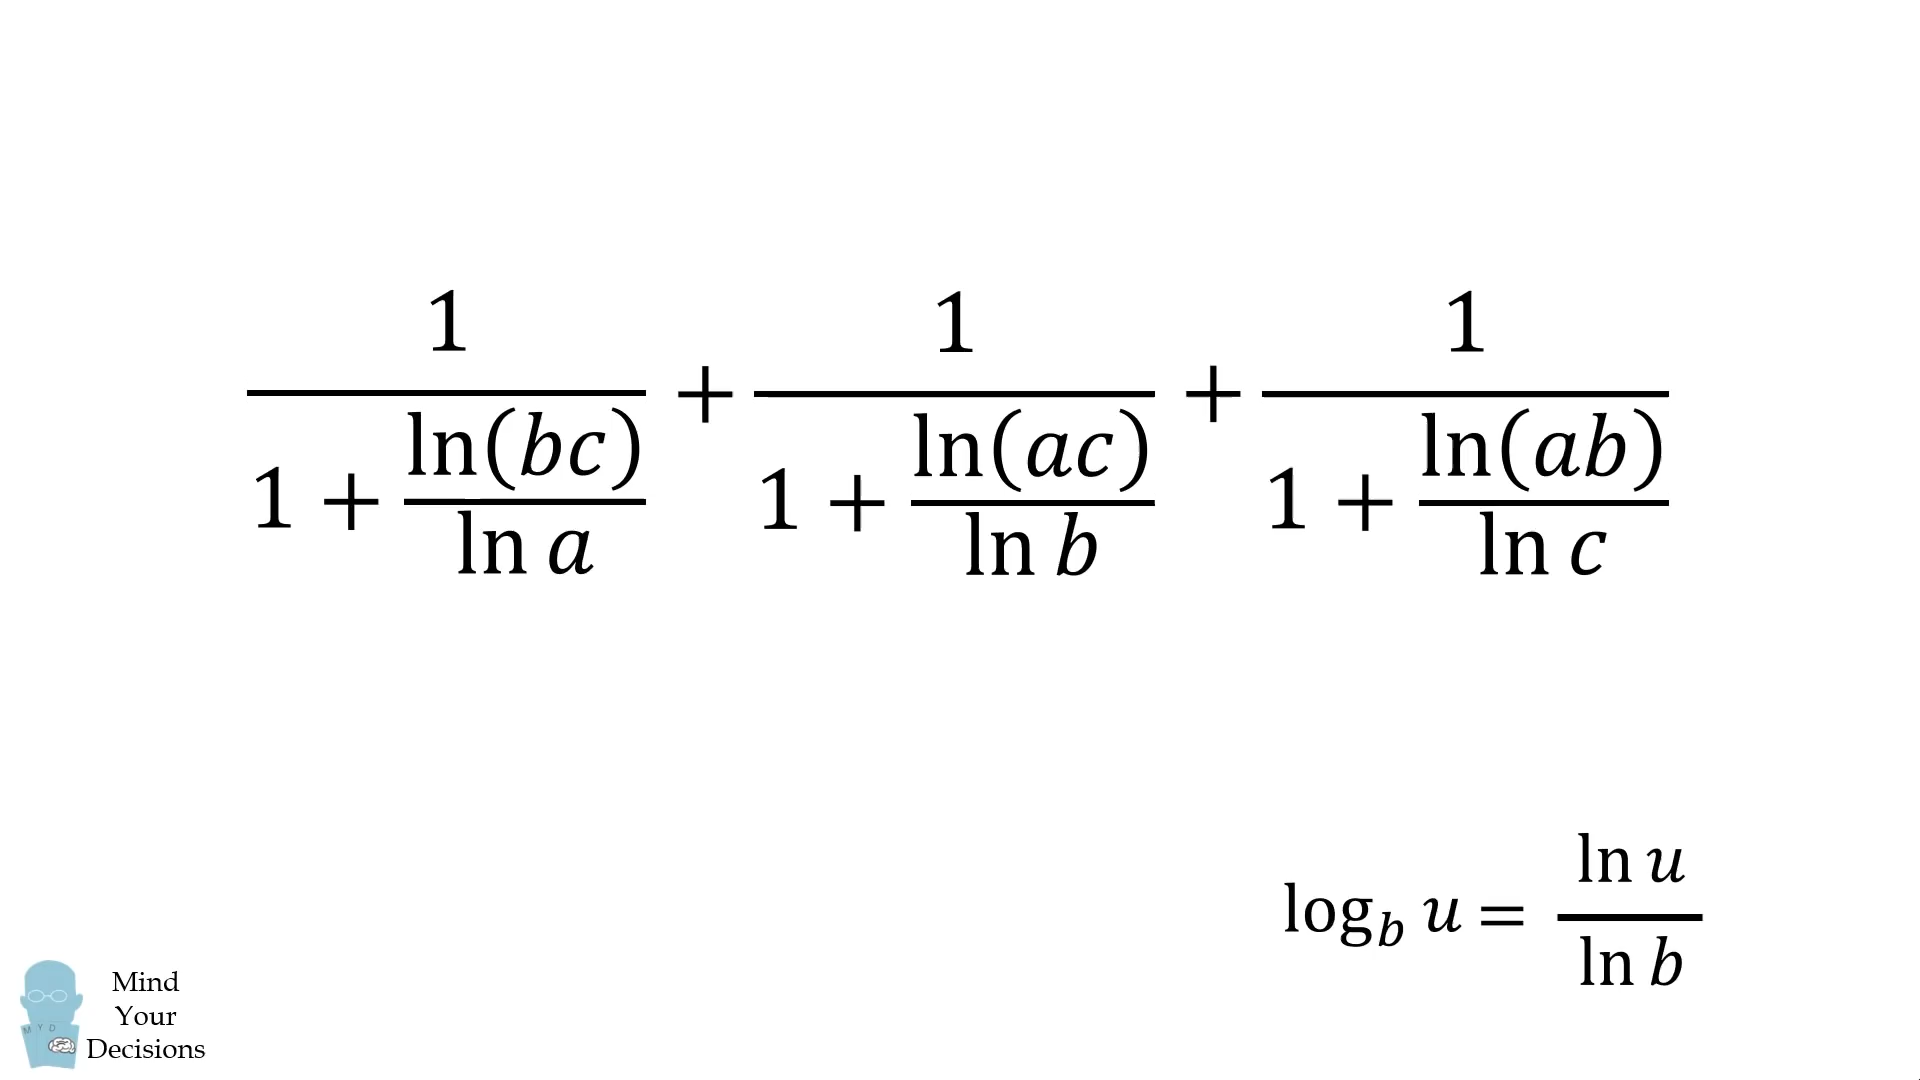 1 / (1 + ln(bc) / ln a) + 1 / (1 + ln(ac) / ln b) + 1 / (1 + ln(ab) / ln c)
log_b u = ln u / ln b
M Y D
Mind
Your
Decisions